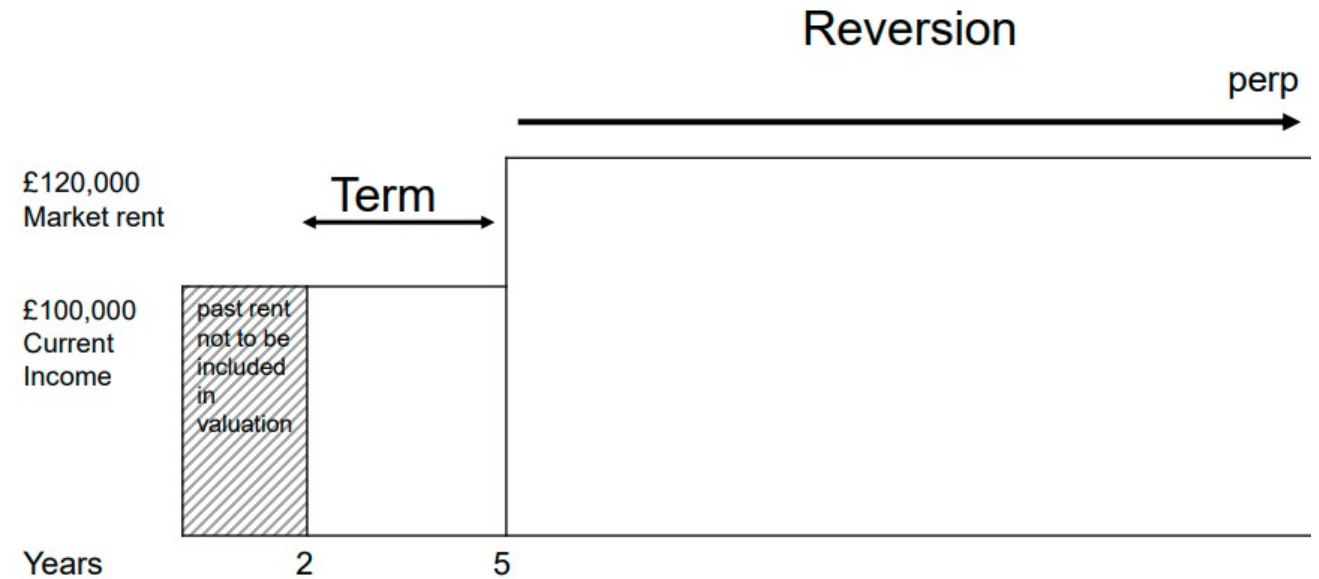 Reversion
perp
£120,000
Market rent
Term
£100,000
Current
Income
past rent
not to be
included
in
valuation
Years
2
5